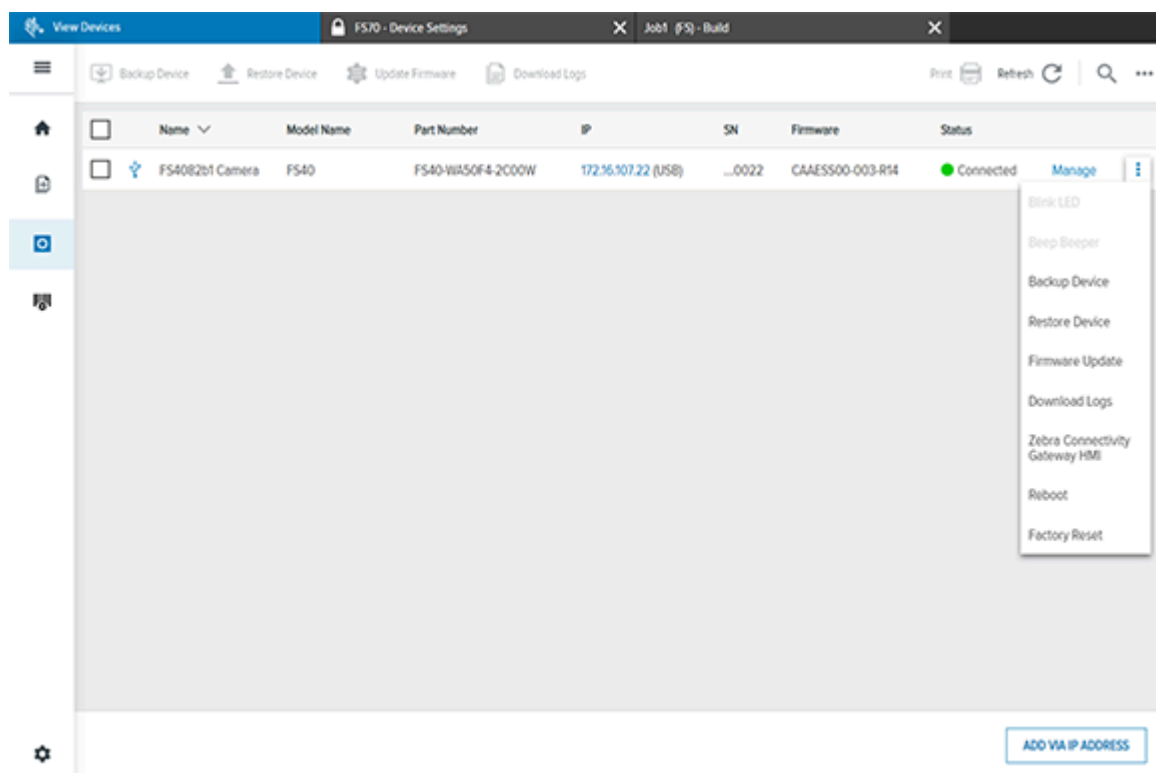 View Devices
FS70 - Device Settings
Job1 (FS) - Build
Backup Device
Restore Device
Update Firmware
Download Logs
Print
Refresh
Name
Model Name
Part Number
IP
SN
Firmware
Status
FS4082b1 Camera
FS40
FS40-WA50F4-2C00W
172.16.107.22 (USB)
...0022
CAAESS00-003-R14
Connected
Manage
Blink LED
Beep Beeper
Backup Device
Restore Device
Firmware Update
Download Logs
Zebra Connectivity
Gateway HMI
Reboot
Factory Reset
ADD VIA IP ADDRESS